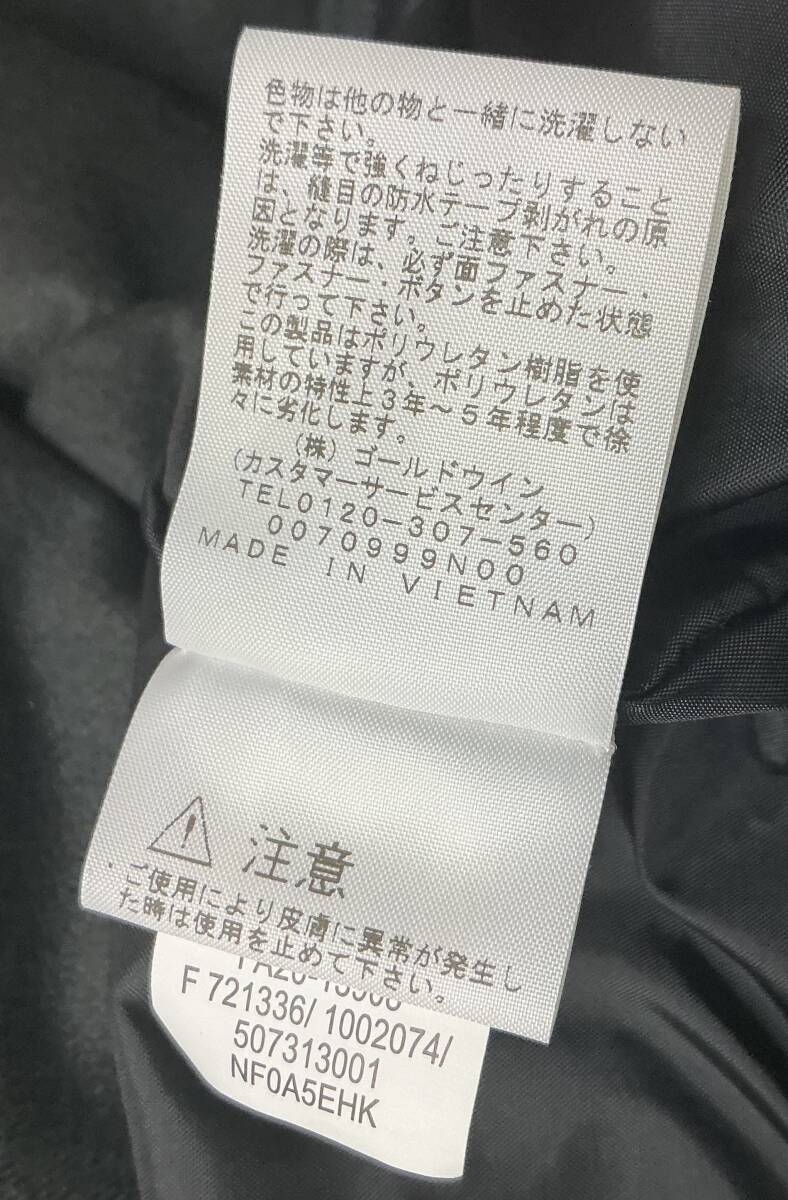 色物は他の物と一緒に洗濯しない
で下さい。
洗濯等で強くねじったりすること
は、縫目の防水テープ剥がれの原
因となります。ご注意下さい。
洗濯の際は、必ず面ファスナー・
ファスナー・ボタンを止めた状態
で行って下さい。
この製品はポリウレタン樹脂を使
用していますが、ポリウレタンは
素材の特性上3年～5年程度で徐
々に劣化します。
(株)ゴールドウイン
(カスタマーサービスセンター)
TEL0120-307-560
0070999N00
MADE IN VIETNAM
注意
・ご使用により皮膚に異常が発生し
た時は使用を止めて下さい。
F 721336/ 1002074/
507313001
NF0A5EHK